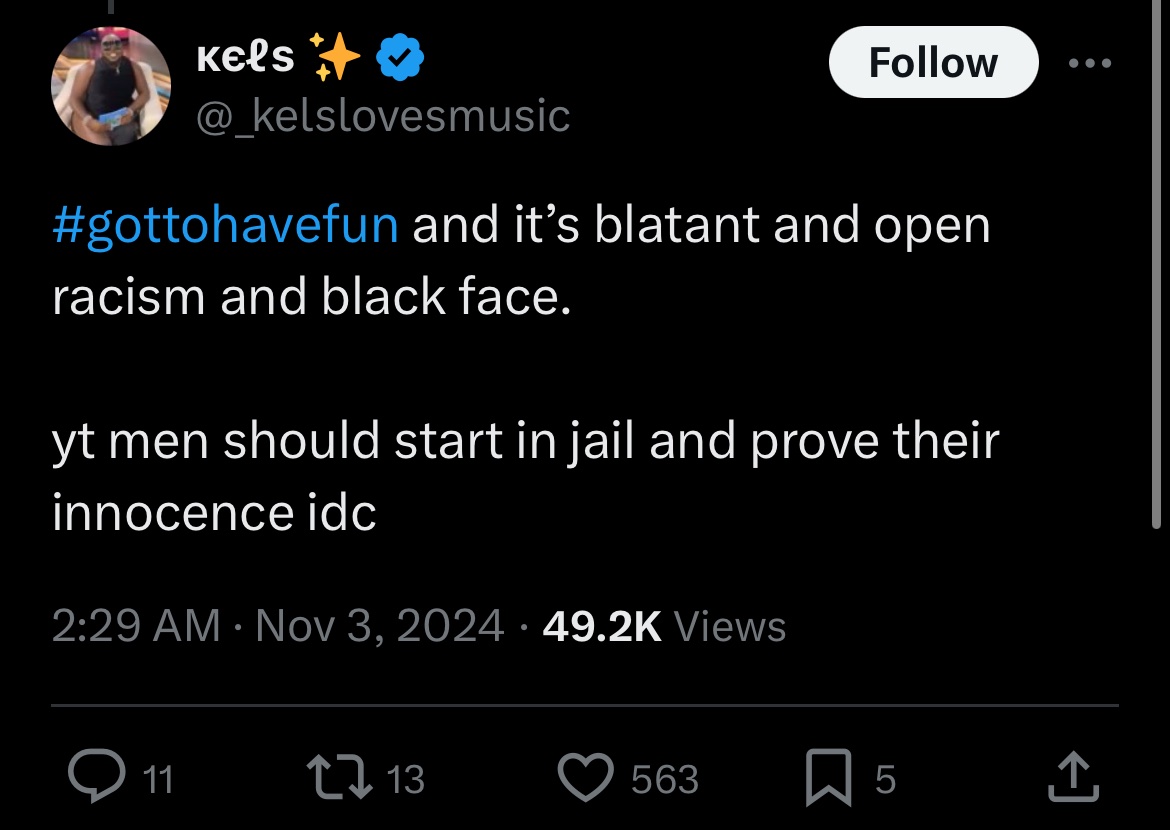 кєℓѕ ✨
Follow
@_kelslovesmusic
#gottohavefun and it’s blatant and open
racism and black face.
yt men should start in jail and prove their
innocence idc
2:29 AM · Nov 3, 2024 · 49.2K Views
11 13 563 5